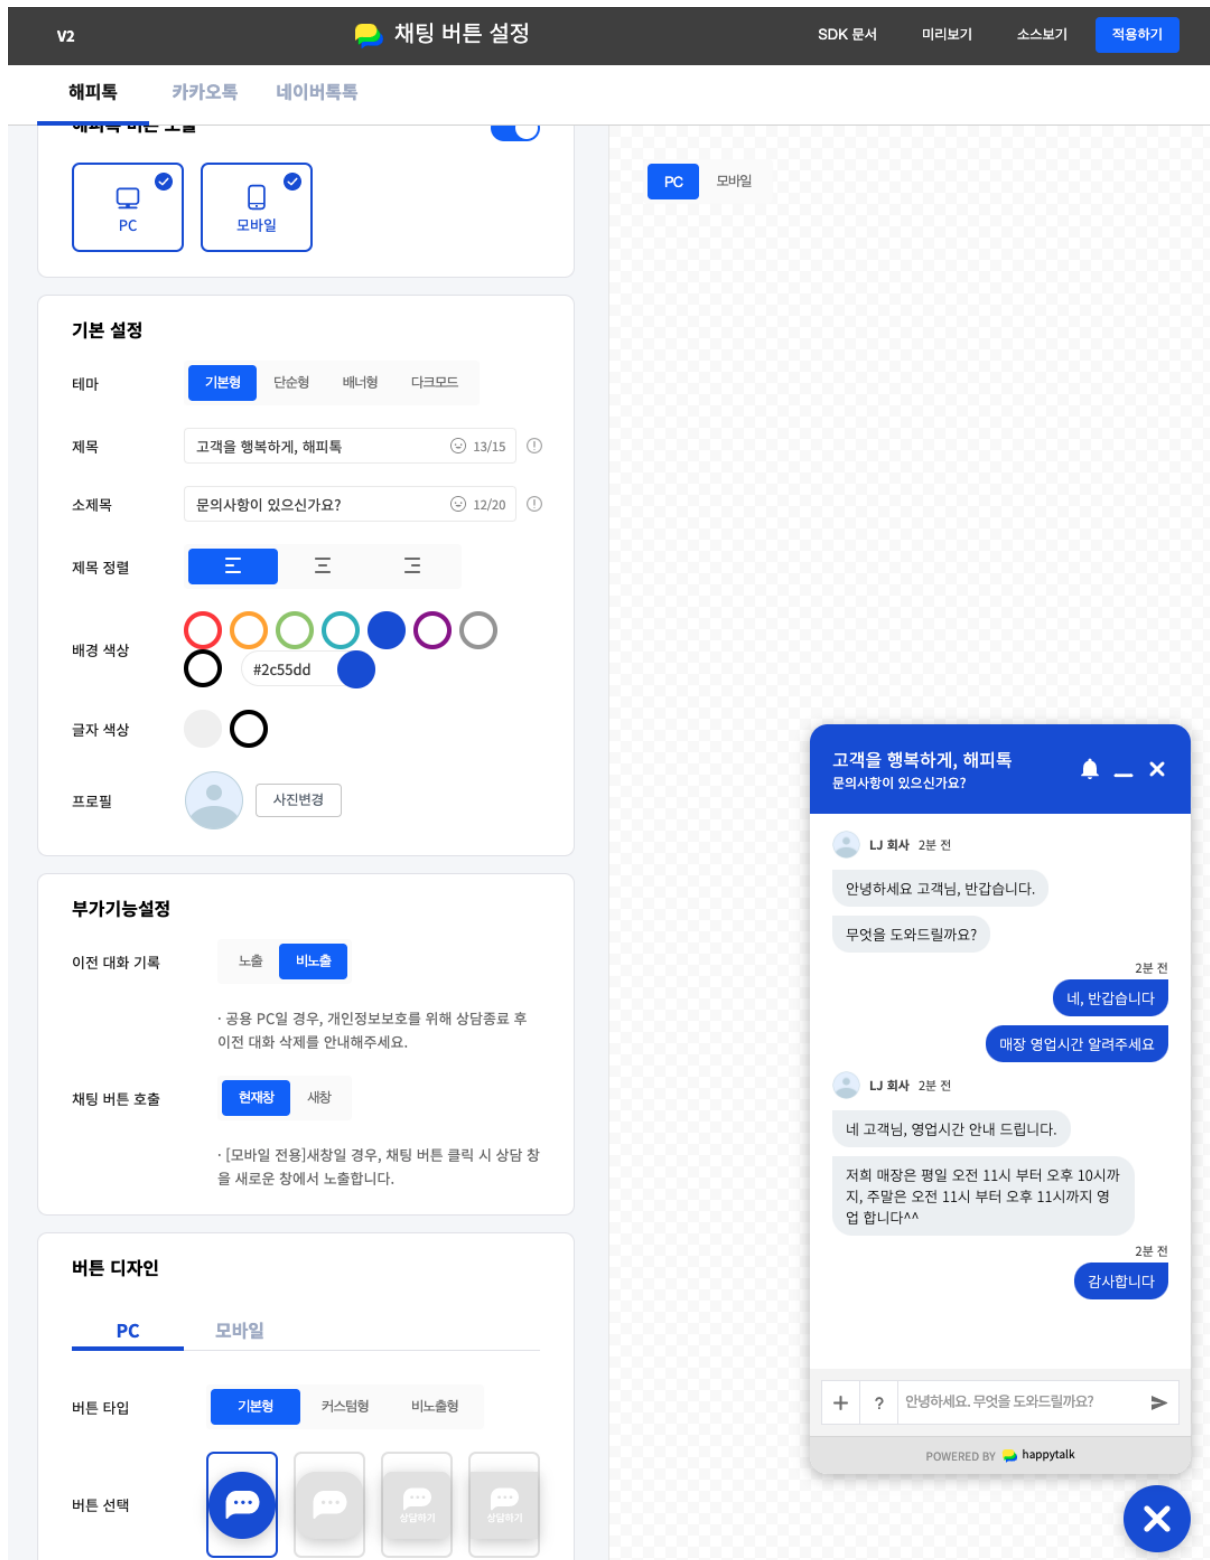 V2
채팅 버튼 설정
SDK 문서
미리보기
소스보기
적용하기
해피톡
카카오톡
네이버톡톡
해피톡 버튼 노출
PC
모바일
PC
모바일
기본 설정
테마
기본형
단순형
배너형
다크모드
제목
고객을 행복하게, 해피톡
13/15
소제목
문의사항이 있으신가요?
12/20
제목 정렬
배경 색상
#2c55dd
글자 색상
프로필
사진변경
부가기능설정
이전 대화 기록
노출
비노출
· 공용 PC일 경우, 개인정보보호를 위해 상담종료 후
이전 대화 삭제를 안내해주세요.
채팅 버튼 호출
현재창
새창
· [모바일 전용]새창일 경우, 채팅 버튼 클릭 시 상담 창
을 새로운 창에서 노출합니다.
버튼 디자인
PC
모바일
버튼 타입
기본형
커스텀형
비노출형
버튼 선택
상담하기
상담하기
고객을 행복하게, 해피톡
문의사항이 있으신가요?
LJ 회사 2분 전
안녕하세요 고객님, 반갑습니다.
무엇을 도와드릴까요?
2분 전
네, 반갑습니다
매장 영업시간 알려주세요
LJ 회사 2분 전
네 고객님, 영업시간 안내 드립니다.
저희 매장은 평일 오전 11시 부터 오후 10시까
지, 주말은 오전 11시 부터 오후 11시까지 영
업 합니다^^
2분 전
감사합니다
+ ? 안녕하세요. 무엇을 도와드릴까요?
POWERED BY happytalk